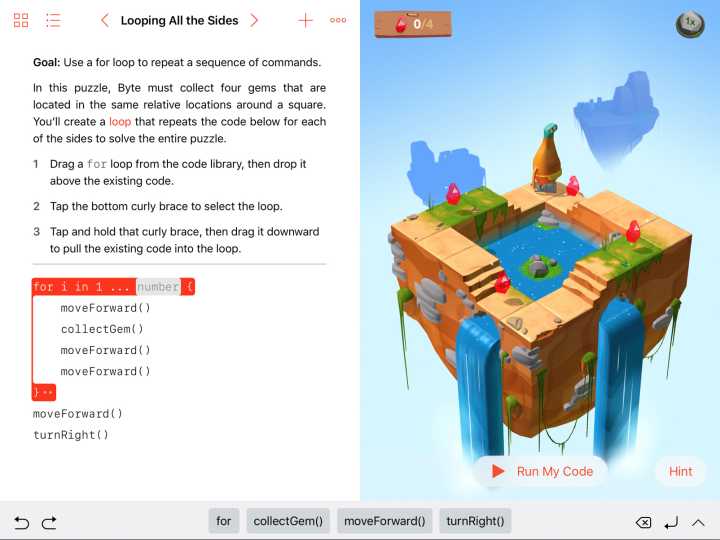 Looping All the Sides
0/4
1x
Goal: Use a for loop to repeat a sequence of commands.
In this puzzle, Byte must collect four gems that are
located in the same relative locations around a square.
You'll create a loop that repeats the code below for each
of the sides to solve the entire puzzle.
1 Drag a for loop from the code library, then drop it
above the existing code.
2 Tap the bottom curly brace to select the loop.
3 Tap and hold that curly brace, then drag it downward
to pull the existing code into the loop.
for i in 1 ... number {
moveForward()
collectGem()
moveForward()
moveForward()
}
moveForward()
turnRight()
Run My Code
Hint
for
collectGem()
moveForward()
turnRight()